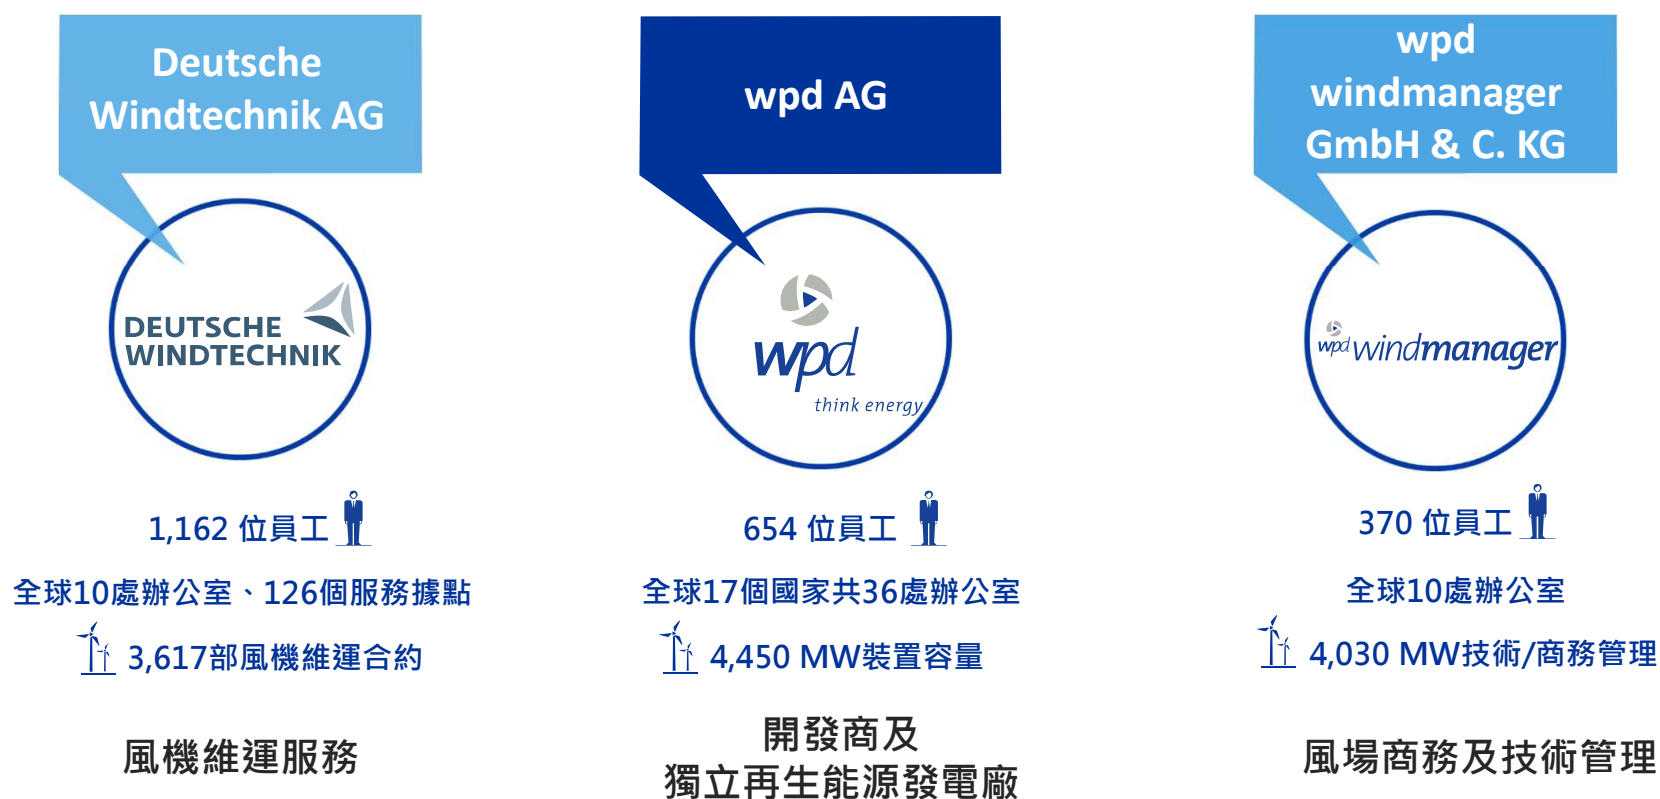 Deutsche
Windtechnik AG
DEUTSCHE
WINDTECHNIK
1,162 位員工
全球10處辦公室、126個服務據點
3,617部風機維運合約
風機維運服務
wpd AG
wpd
think energy
654 位員工
全球17個國家共36處辦公室
4,450 MW裝置容量
開發商及
獨立再生能源發電廠
wpd
windmanager
GmbH & C. KG
wpd windmanager
370 位員工
全球10處辦公室
4,030 MW技術/商務管理
風場商務及技術管理